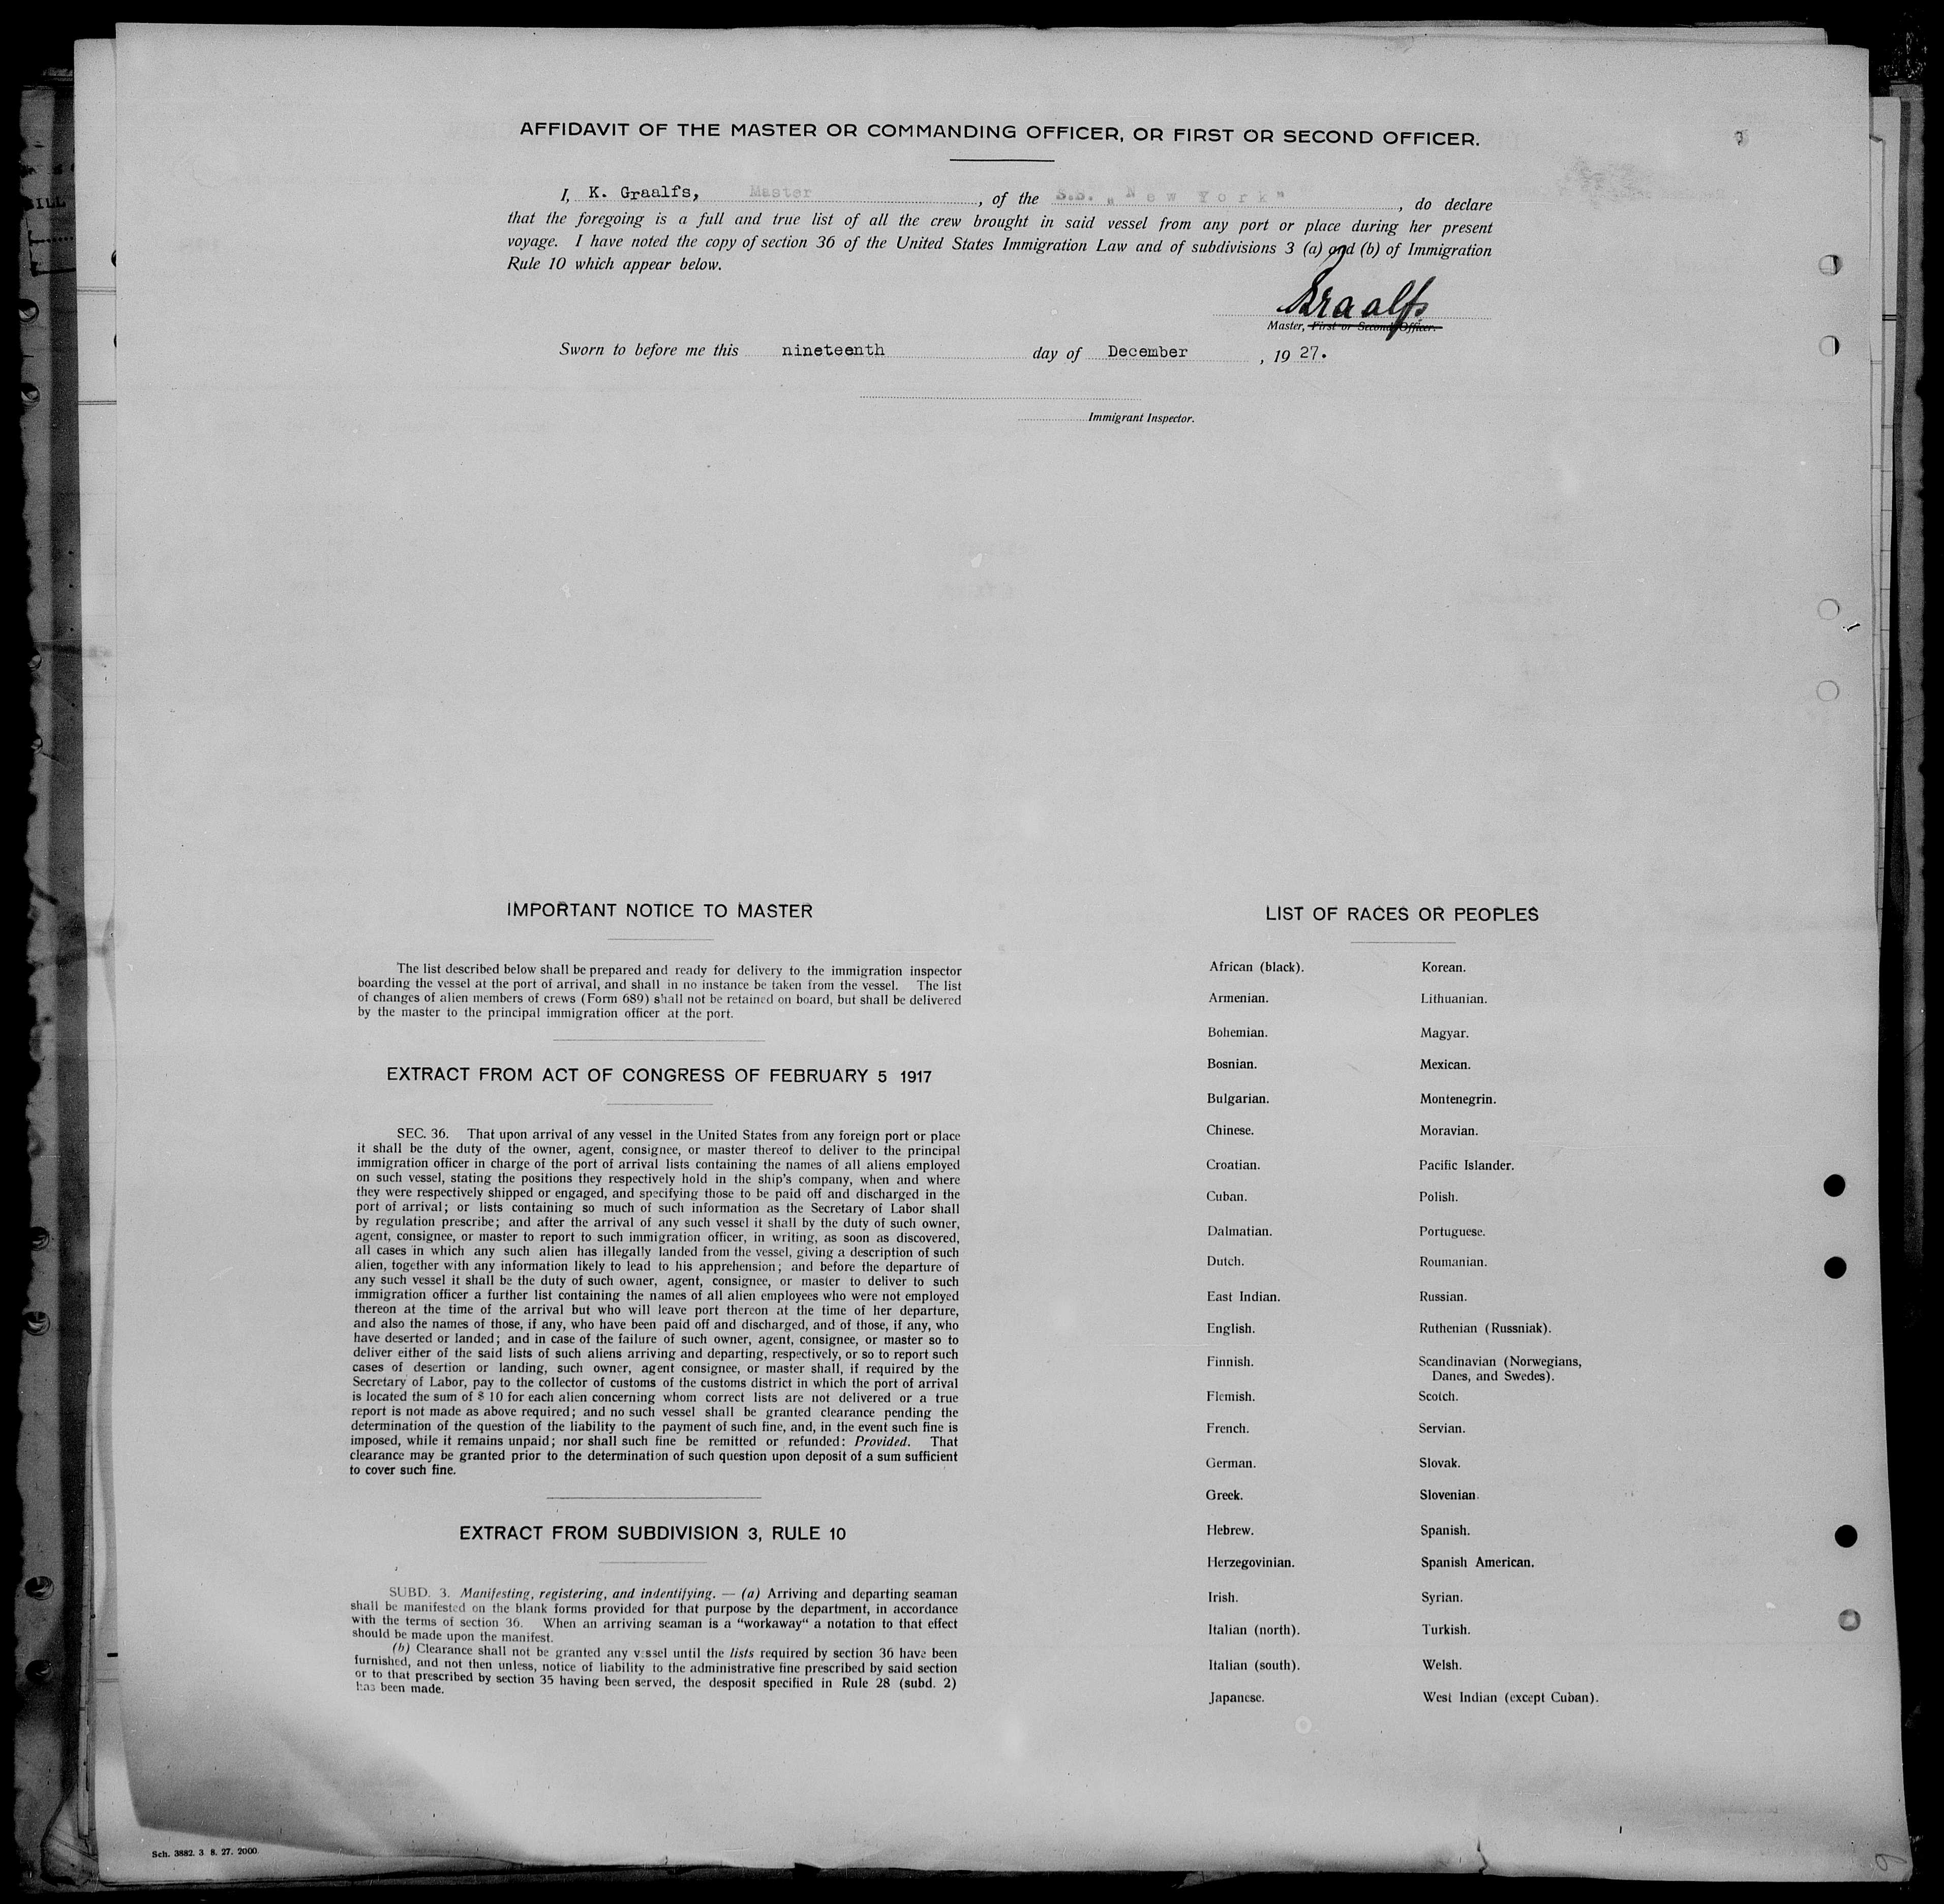 AFFIDAVIT OF THE MASTER OR COMMANDING OFFICER, OR FIRST OR SECOND OFFICER.
I, K. Graalfs, Master , of the S.S. „ New York" , do declare
that the foregoing is a full and true list of all the crew brought in said vessel from any port or place during her present
voyage. I have noted the copy of section 36 of the United States Immigration Law and of subdivisions 3 (a) and (b) of Immigration
Rule 10 which appear below.
Graalfs
Master, First or Second Officer.
Sworn to before me this nineteenth day of December , 19 27.
Immigrant Inspector.
IMPORTANT NOTICE TO MASTER
The list described below shall be prepared and ready for delivery to the immigration inspector
boarding the vessel at the port of arrival, and shall in no instance be taken from the vessel. The list
of changes of alien members of crews (Form 689) shall not be retained on board, but shall be delivered
by the master to the principal immigration officer at the port.
EXTRACT FROM ACT OF CONGRESS OF FEBRUARY 5 1917
SEC. 36. That upon arrival of any vessel in the United States from any foreign port or place
it shall be the duty of the owner, agent, consignee, or master thereof to deliver to the principal
immigration officer in charge of the port of arrival lists containing the names of all aliens employed
on such vessel, stating the positions they respectively hold in the ship's company, when and where
they were respectively shipped or engaged, and specifying those to be paid off and discharged in the
port of arrival; or lists containing so much of such information as the Secretary of Labor shall
by regulation prescribe; and after the arrival of any such vessel it shall by the duty of such owner,
agent, consignee, or master to report to such immigration officer, in writing, as soon as discovered,
all cases in which any such alien has illegally landed from the vessel, giving a description of such
alien, together with any information likely to lead to his apprehension; and before the departure of
any such vessel it shall be the duty of such owner, agent, consignee, or master to deliver to such
immigration officer a further list containing the names of all alien employees who were not employed
thereon at the time of the arrival but who will leave port thereon at the time of her departure,
and also the names of those, if any, who have been paid off and discharged, and of those, if any, who
have deserted or landed; and in case of the failure of such owner, agent, consignee, or master so to
deliver either of the said lists of such aliens arriving and departing, respectively, or so to report such
cases of desertion or landing, such owner, agent consignee, or master shall, if required by the
Secretary of Labor, pay to the collector of customs of the customs district in which the port of arrival
is located the sum of $ 10 for each alien concerning whom correct lists are not delivered or a true
report is not made as above required; and no such vessel shall be granted clearance pending the
determination of the question of the liability to the payment of such fine, and, in the event such fine is
imposed, while it remains unpaid; nor shall such fine be remitted or refunded: Provided. That
clearance may be granted prior to the determination of such question upon deposit of a sum sufficient
to cover such fine.
EXTRACT FROM SUBDIVISION 3, RULE 10
SUBD. 3. Manifesting, registering, and indentifying. — (a) Arriving and departing seaman
shall be manifested on the blank forms provided for that purpose by the department, in accordance
with the terms of section 36. When an arriving seaman is a "workaway“ a notation to that effect
should be made upon the manifest.
(b) Clearance shall not be granted any vessel until the lists required by section 36 have been
furnished, and not then unless, notice of liability to the administrative fine prescribed by said section
or to that prescribed by section 35 having been served, the desposit specified in Rule 28 (subd. 2)
has been made.
LIST OF RACES OR PEOPLES
African (black). Korean.
Armenian. Lithuanian.
Bohemian. Magyar.
Bosnian. Mexican.
Bulgarian. Montenegrin.
Chinese. Moravian.
Croatian. Pacific Islander.
Cuban. Polish.
Dalmatian. Portuguese.
Dutch. Roumanian.
East Indian. Russian.
English. Ruthenian (Russniak).
Finnish. Scandinavian (Norwegians,
Danes, and Swedes).
Flemish. Scotch.
French. Servian.
German. Slovak.
Greek. Slovenian.
Hebrew. Spanish.
Herzegovinian. Spanish American.
Irish. Syrian.
Italian (north). Turkish.
Italian (south). Welsh.
Japanese. West Indian (except Cuban).
Sch. 3882. 3 8. 27. 2000.